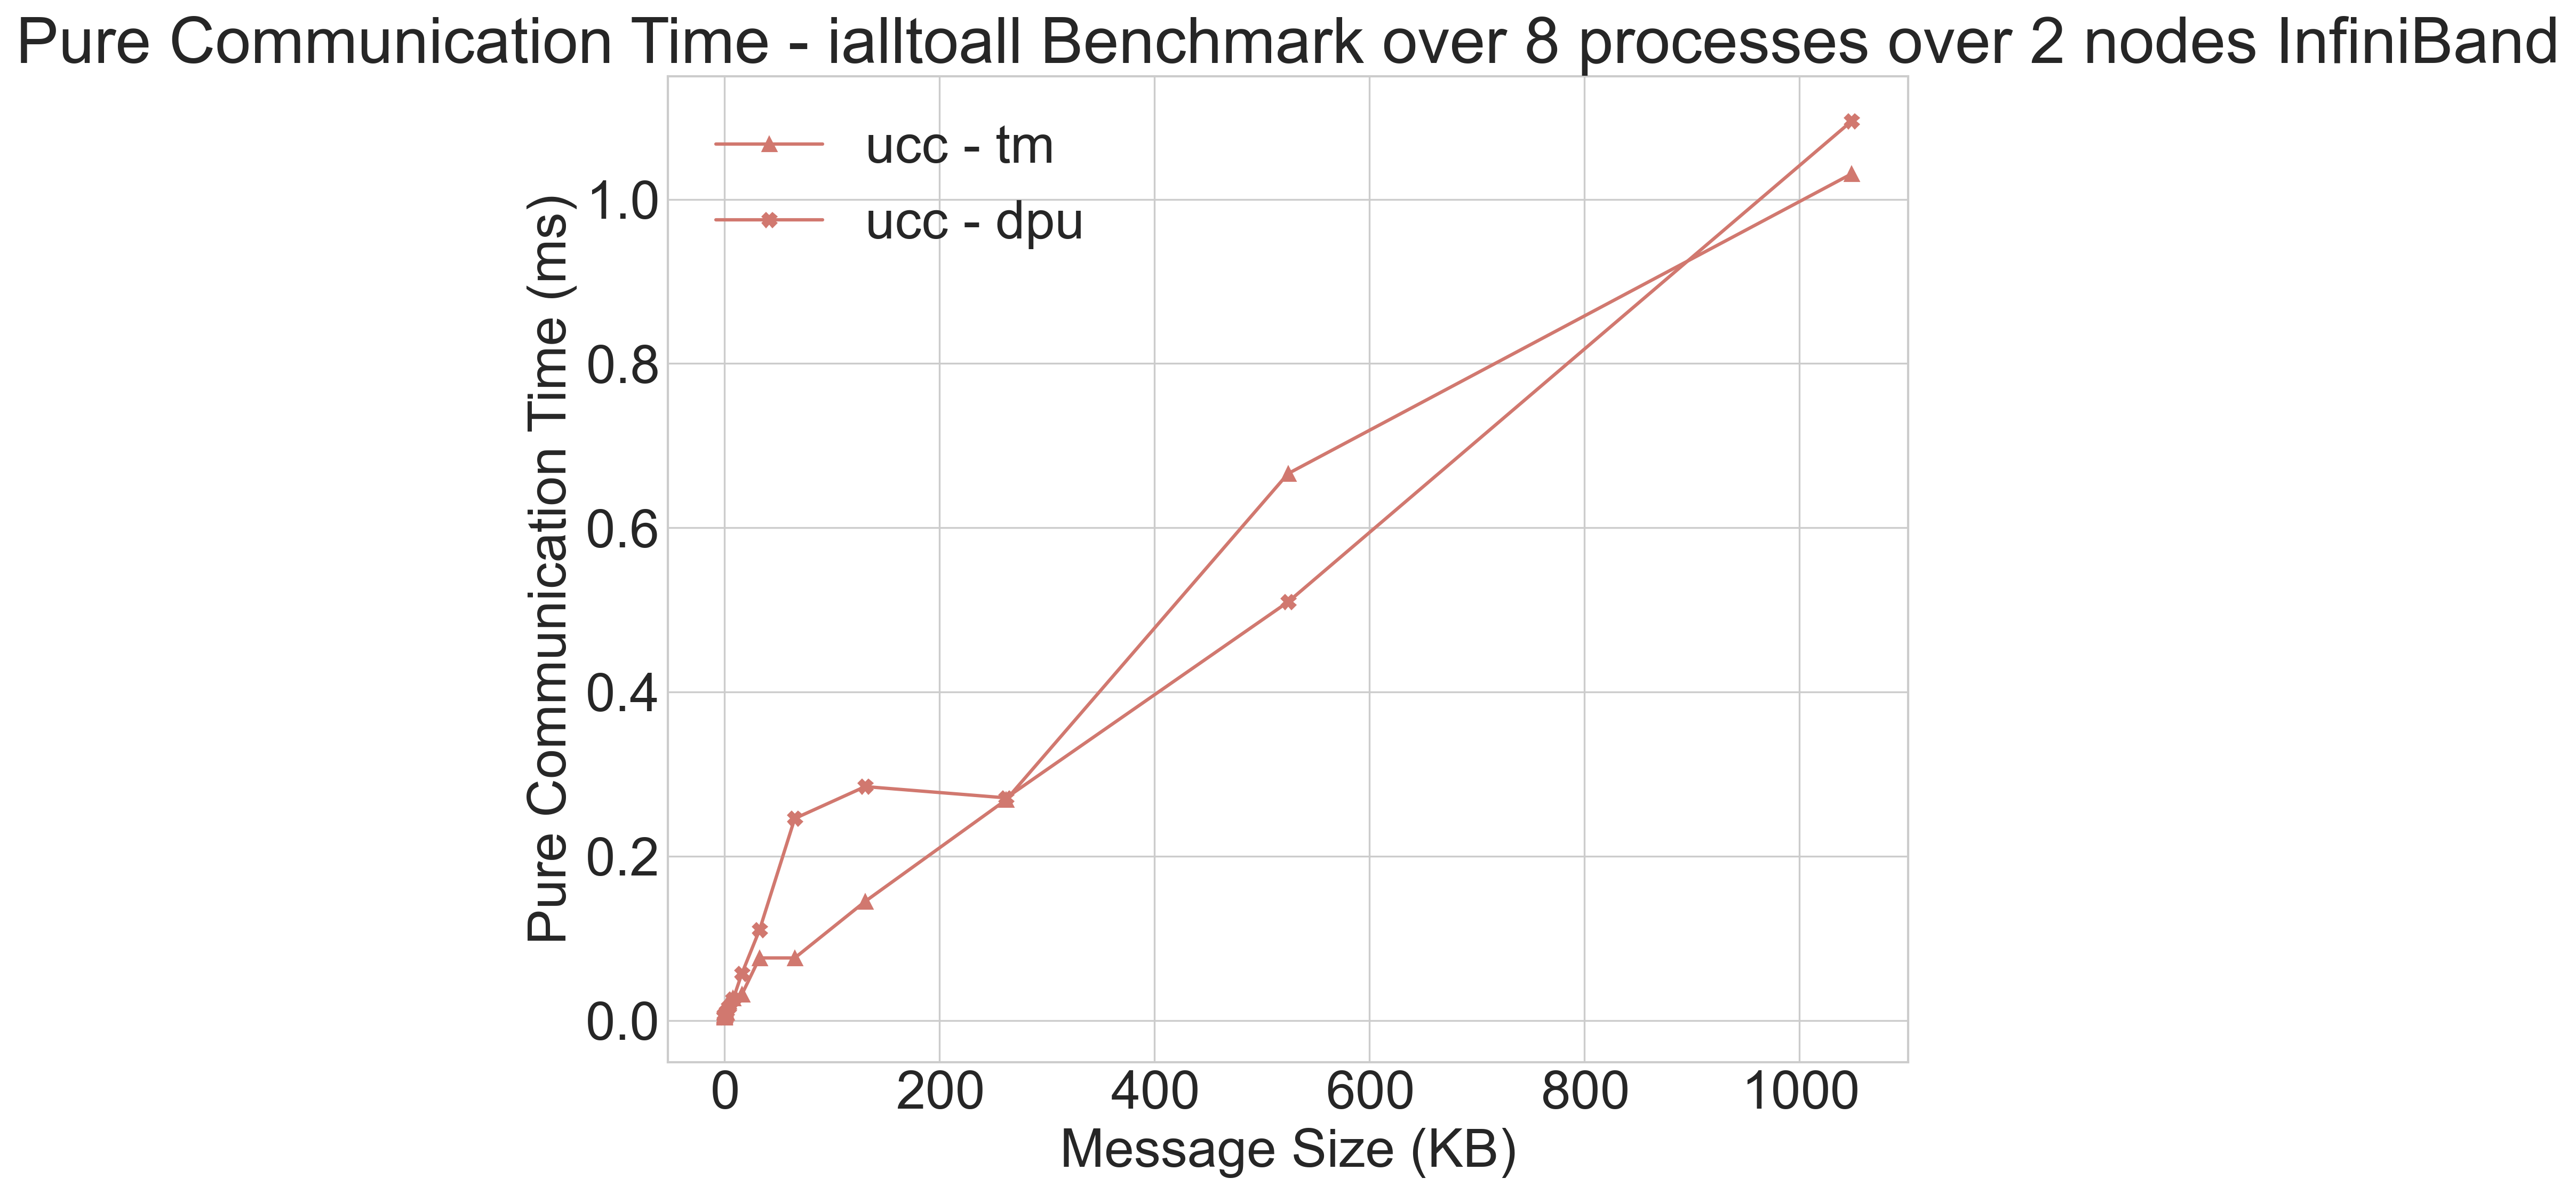 Pure Communication Time - ialltoall Benchmark over 8 processes over 2 nodes InfiniBand
ucc - tm
ucc - dpu
Pure Communication Time (ms)
1.0
0.8
0.6
0.4
0.2
0.0
0 200 400 600 800 1000
Message Size (KB)